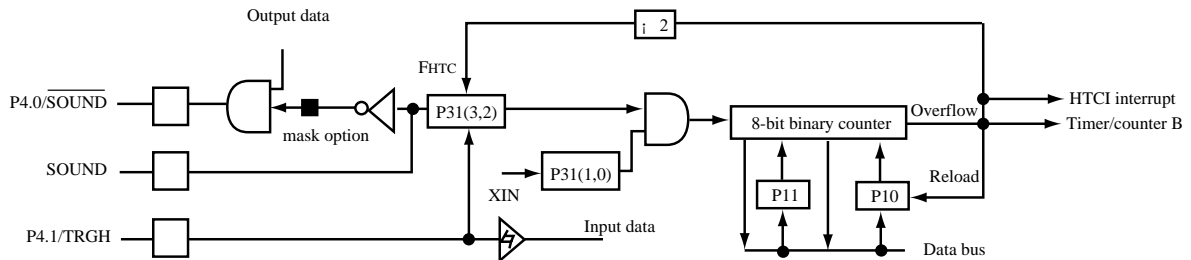 Output data
¡ 2
FHTC
P4.0/SOUND
P31(3,2)
mask option
8-bit binary counter
Overflow
HTCI interrupt
Timer/counter B
SOUND
XIN
P31(1,0)
P11
P10
Reload
P4.1/TRGH
Input data
Data bus